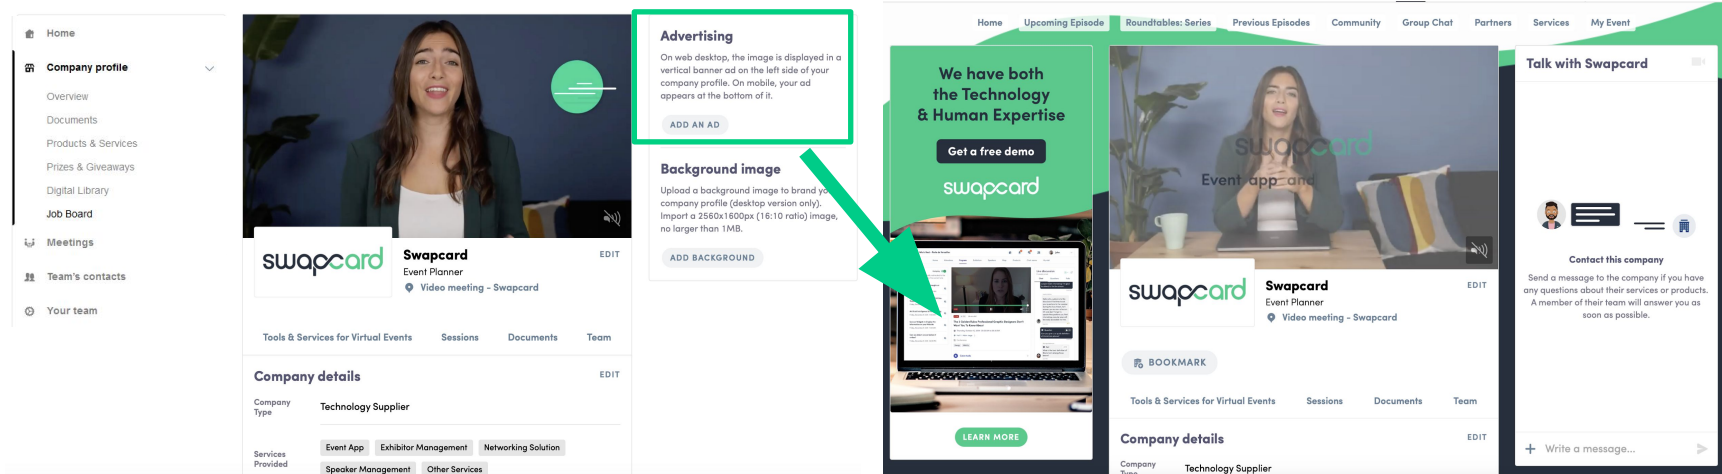 Home
Company profile
Overview
Documents
Products & Services
Prizes & Giveaways
Digital Library
Job Board
Meetings
Team's contacts
Your team
swapcard
Swapcard
EDIT
Event Planner
Video meeting - Swapcard
Tools & Services for Virtual Events
Sessions
Documents
Team
Company details
EDIT
Company
Type
Technology Supplier
Services
Provided
Event App
Exhibitor Management
Networking Solution
Speaker Management
Other Services
Advertising
On web desktop, the image is displayed in a
vertical banner ad on the left side of your
company profile. On mobile, your ad
appears at the bottom of it.
ADD AN AD
Background image
Upload a background image to brand yo
company profile (desktop version only).
Import a 2560x1600px (16:10 ratio) image,
no larger than 1MB.
ADD BACKGROUND
Home
Upcoming Episode
Roundtables: Series
Previous Episodes
Community
Group Chat
Partners
Services
My Event
We have both
the Technology
& Human Expertise
Get a free demo
swapcard
LEARN MORE
swapcard
Event app and
swapcard
Swapcard
EDIT
Event Planner
Video meeting - Swapcard
BOOKMARK
Tools & Services for Virtual Events
Sessions
Documents
Team
Company details
EDIT
Company
Type
Technology Supplier
Talk with Swapcard
Contact this company
Send a message to the company if you have
any questions about their services or products.
A member of their team will answer you as
soon as possible.
Write a message...